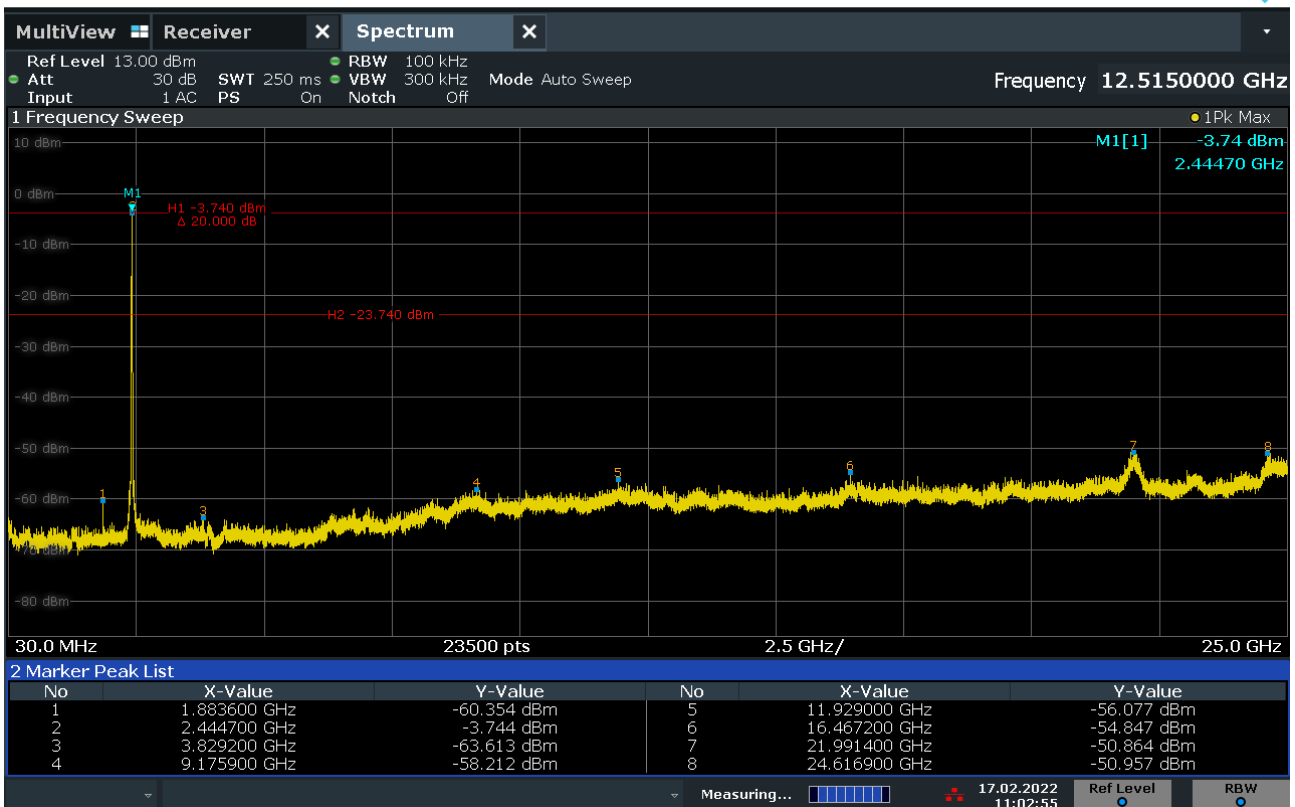 MultiView Receiver X Spectrum X
Ref Level 13.00 dBm RBW 100 kHz
Att 30 dB SWT 250 ms VBW 300 kHz Mode Auto Sweep Frequency 12.5150000 GHz
Input 1 AC PS On Notch Off
1 Frequency Sweep 1Pk Max
10 dBm M1[1] -3.74 dBm
2.44470 GHz
0 dBm M1
H1 -3.740 dBm
Δ 20.000 dB
-10 dBm
-20 dBm
H2 -23.740 dBm
-30 dBm
-40 dBm
-50 dBm
1 3 4 5 6 7 8
-60 dBm
-70 dBm
-80 dBm
30.0 MHz 23500 pts 2.5 GHz/ 25.0 GHz
2 Marker Peak List
No X-Value Y-Value No X-Value Y-Value
1 1.883600 GHz -60.354 dBm 5 11.929000 GHz -56.077 dBm
2 2.444700 GHz -3.744 dBm 6 16.467200 GHz -54.847 dBm
3 3.829200 GHz -63.613 dBm 7 21.991400 GHz -50.864 dBm
4 9.175900 GHz -58.212 dBm 8 24.616900 GHz -50.957 dBm
Measuring... 17.02.2022 Ref Level RBW
11:02:55